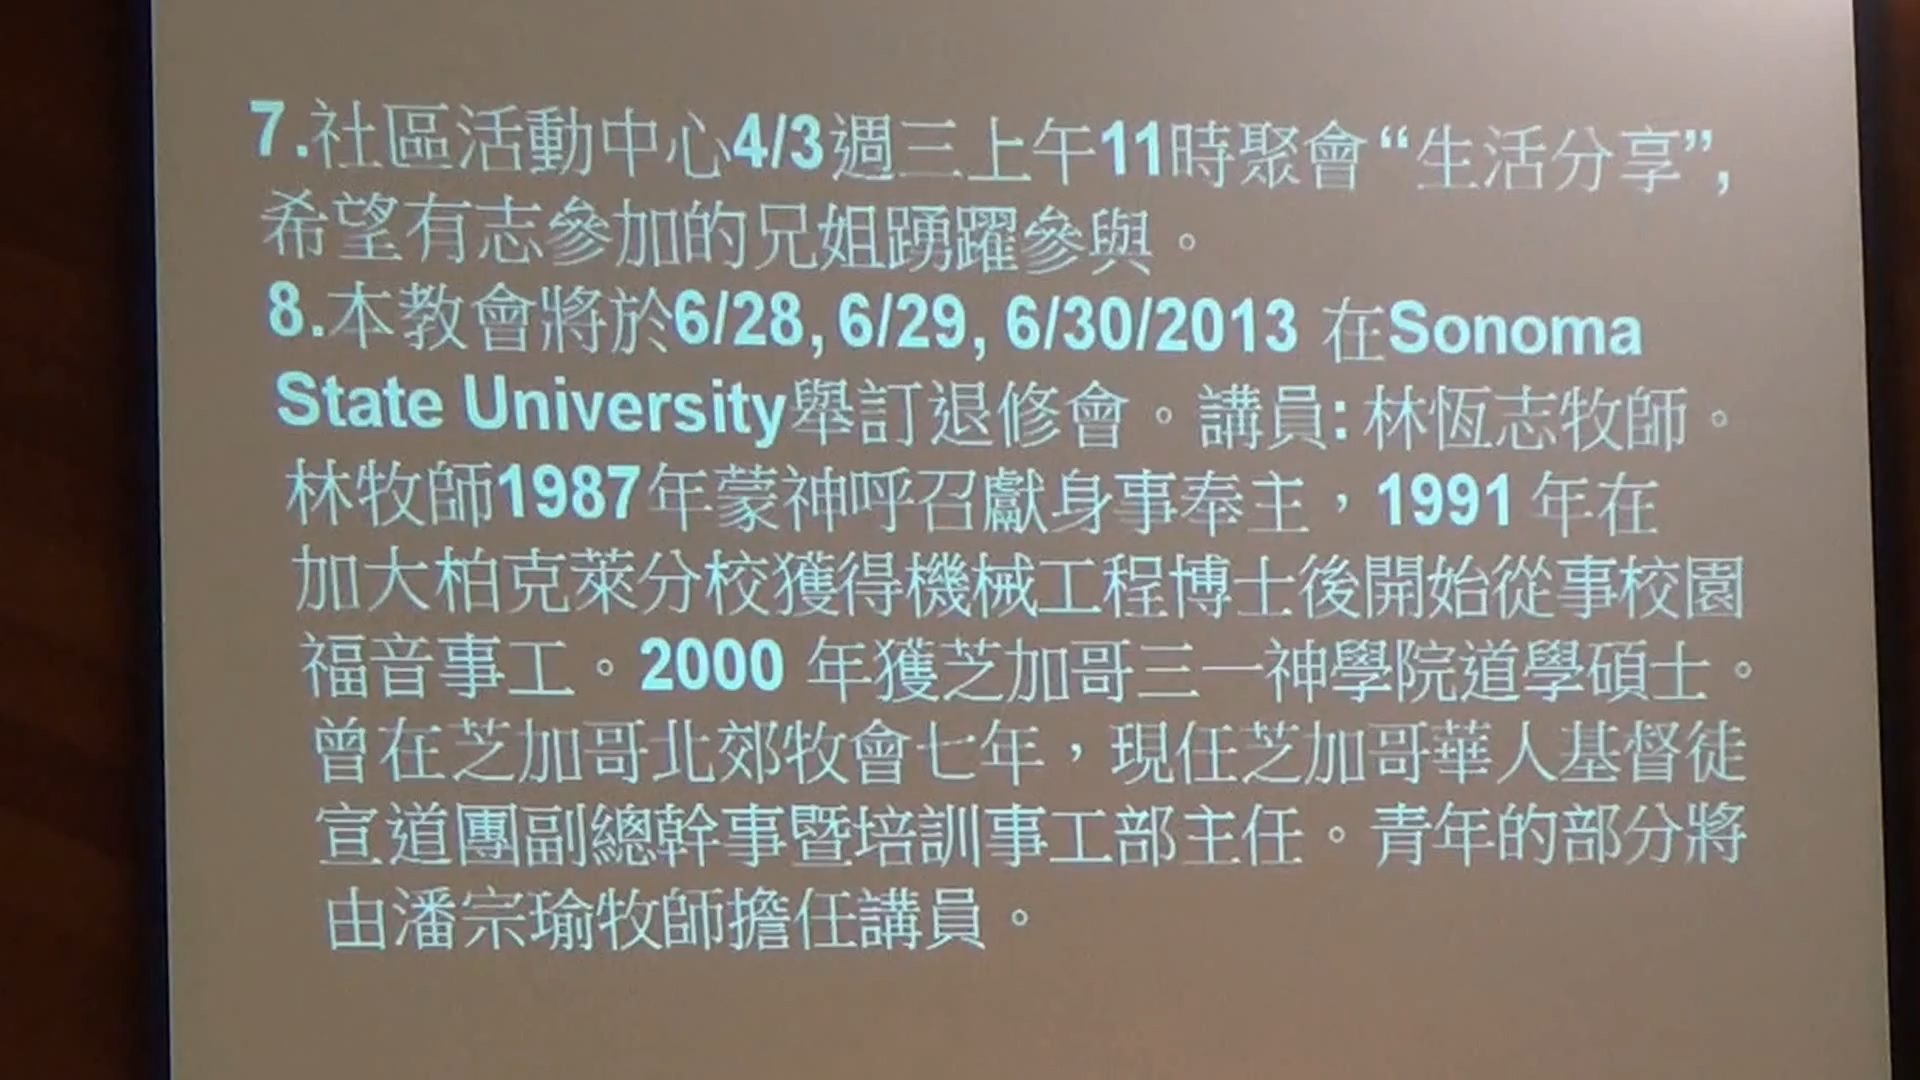 7.社區活動中心4/3週三上午11時聚會“生活分享”,
希望有志參加的兄姐踴躍參與。
8.本教會將於6/28, 6/29, 6/30/2013 在Sonoma
State University舉訂退修會。講員: 林恆志牧師。
林牧師1987年蒙神呼召獻身事奉主，1991 年在
加大柏克萊分校獲得機械工程博士後開始從事校園
福音事工。2000 年獲芝加哥三一神學院道學碩士。
曾在芝加哥北郊牧會七年，現任芝加哥華人基督徒
宣道團副總幹事暨培訓事工部主任。青年的部分將
由潘宗瑜牧師擔任講員。